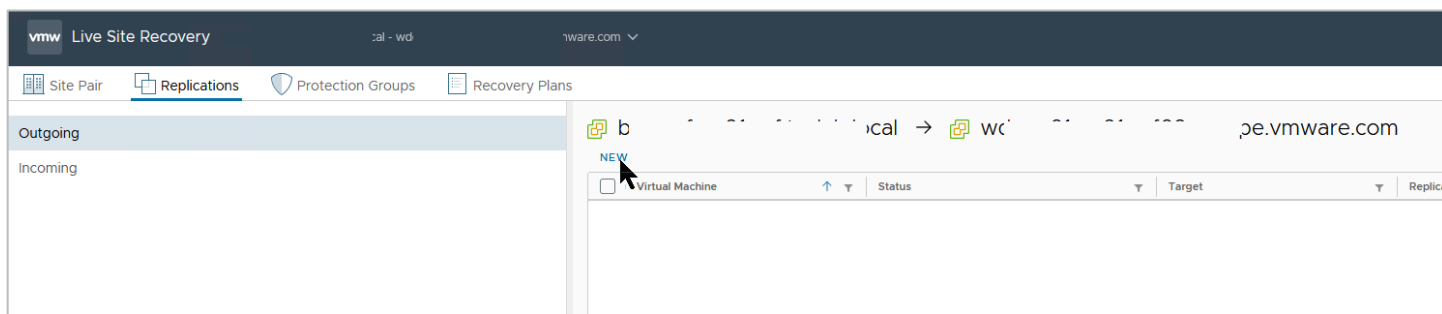 vmw Live Site Recovery
Site Pair Replications Protection Groups Recovery Plans
Outgoing
Incoming
NEW
Virtual Machine Status Target